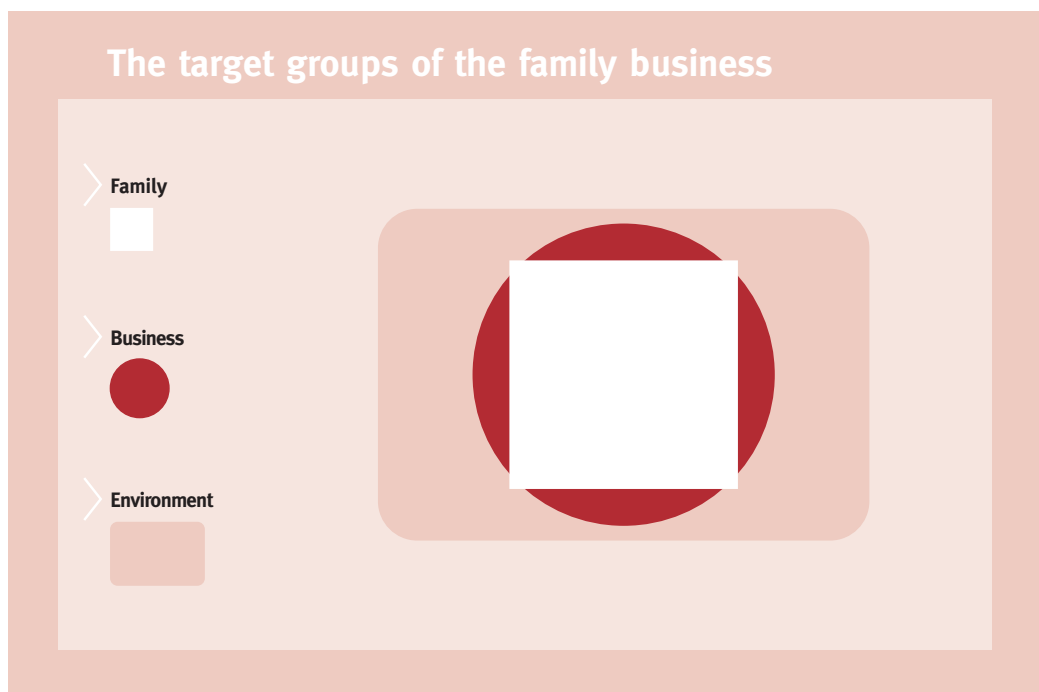 The target groups of the family business
Family
Business
Environment